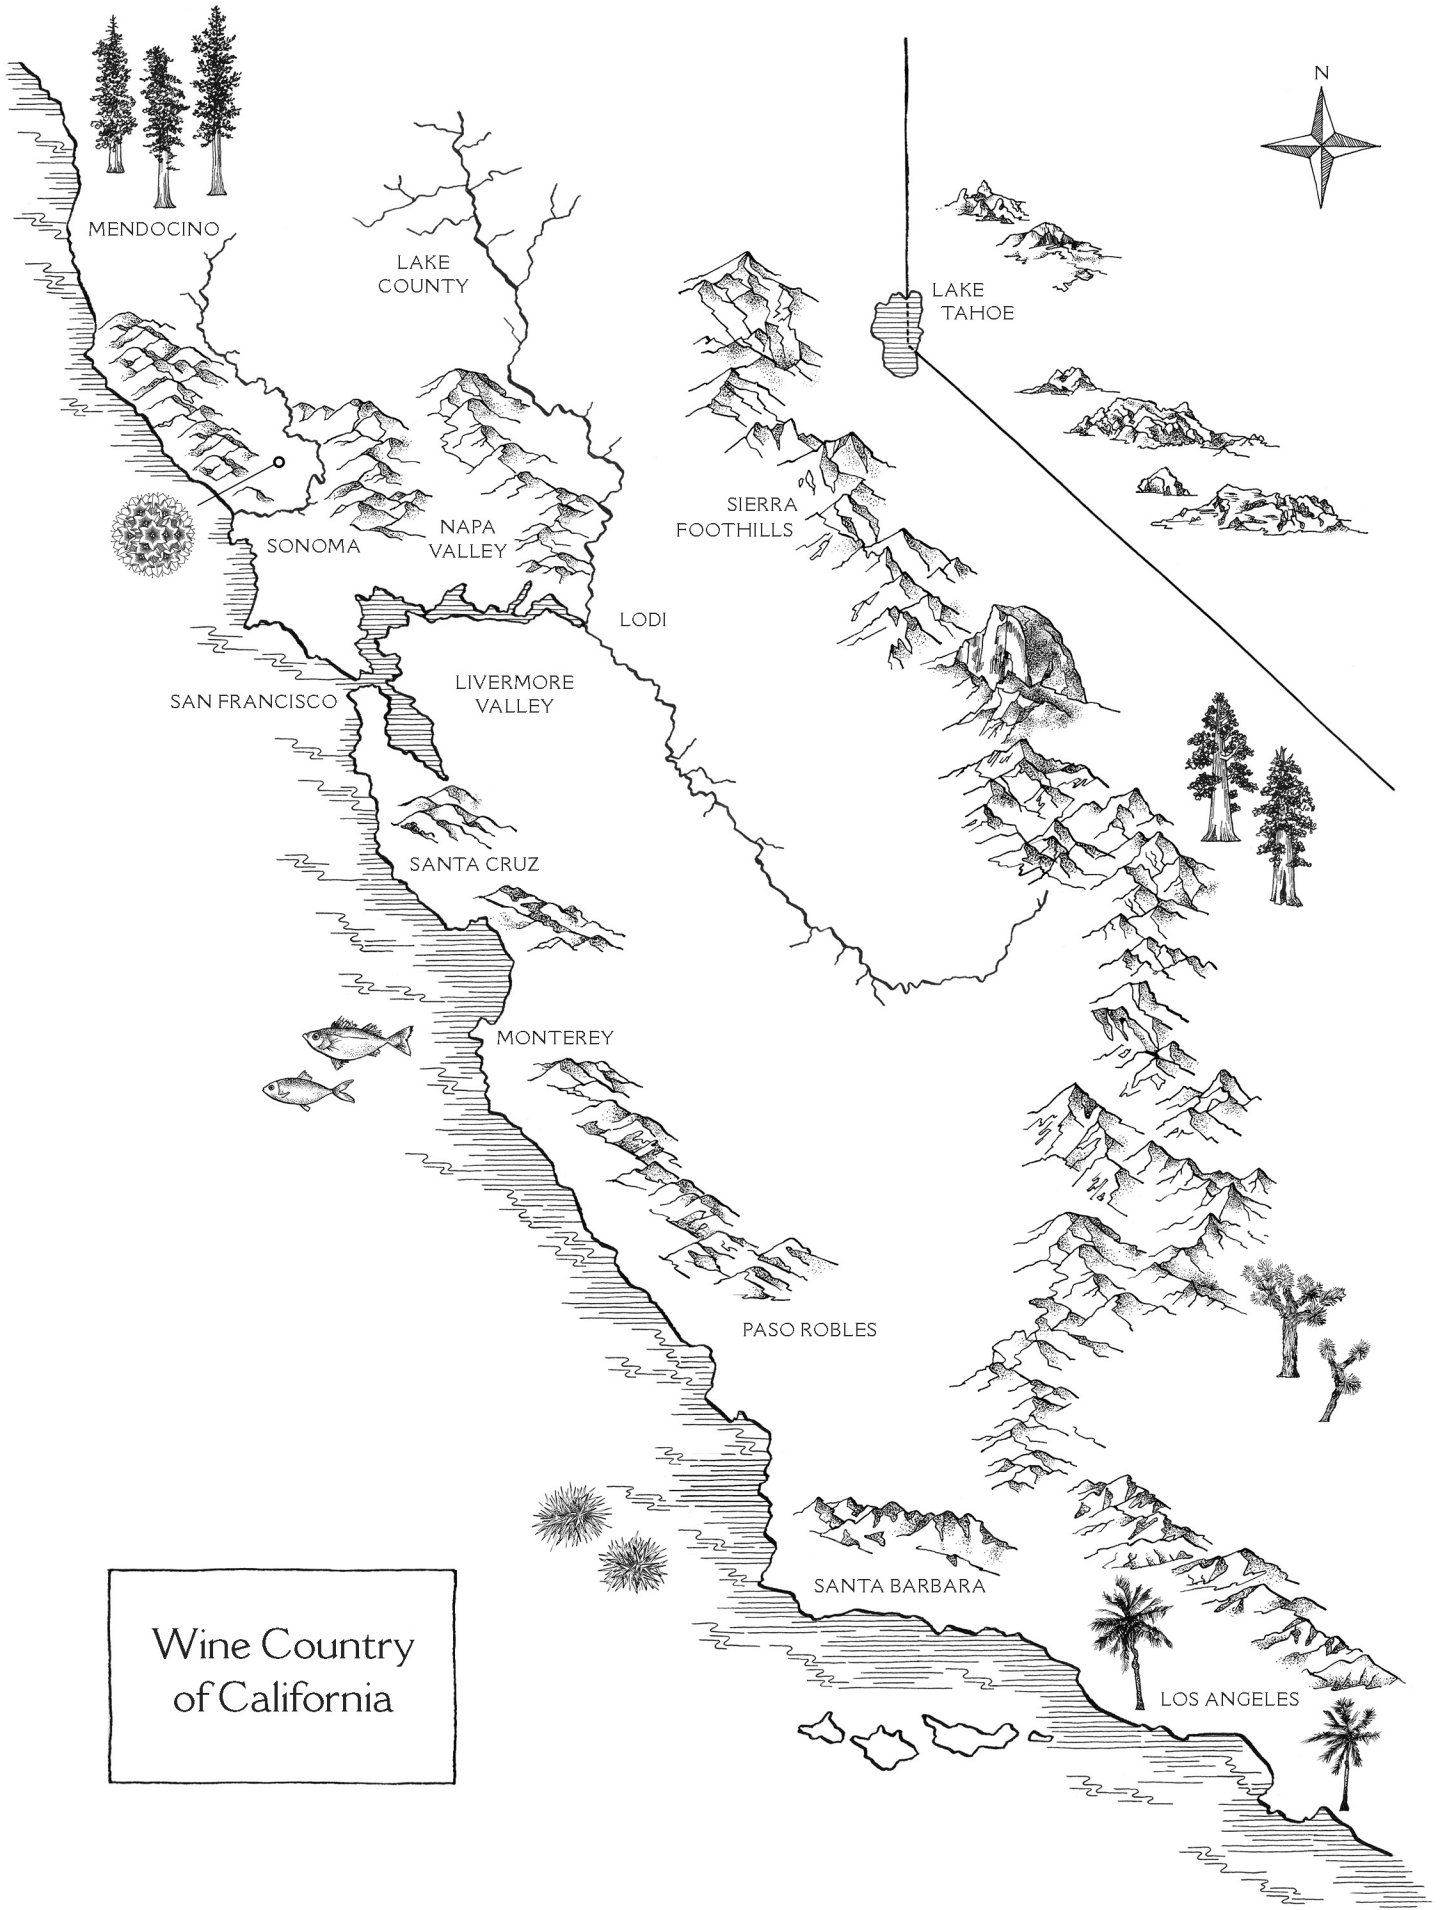 N
MENDOCINO
LAKE
COUNTY
LAKE
TAHOE
SIERRA
FOOTHILLS
NAPA
VALLEY
SONOMA
LODI
LIVERMORE
VALLEY
SAN FRANCISCO
SANTA CRUZ
MONTEREY
PASO ROBLES
SANTA BARBARA
LOS ANGELES
Wine Country
of California